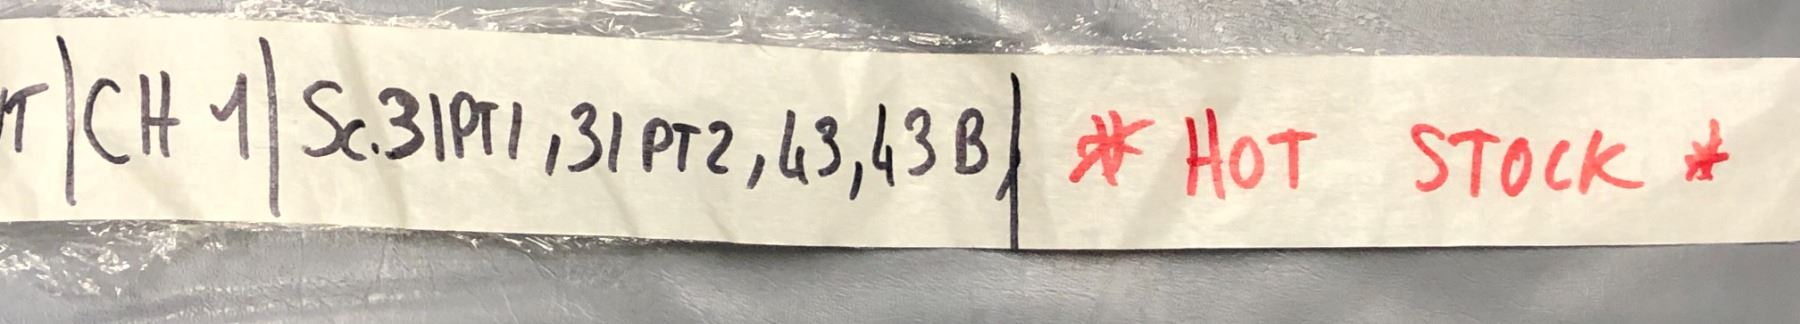 T | CH 1 | Sc.31PT1, 31PT2, 43, 43B, | * HOT STOCK *